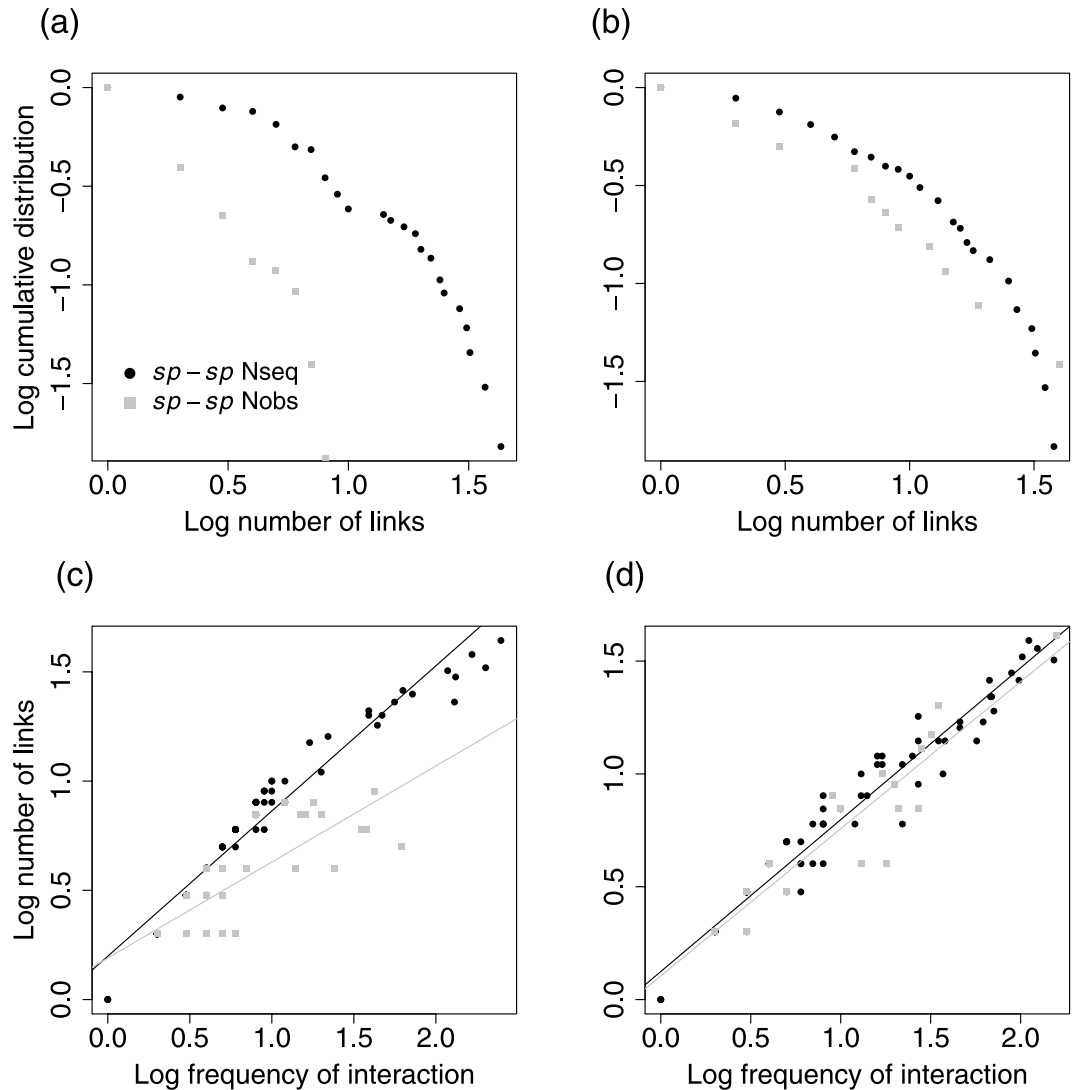 (a)
Log cumulative distribution
0.0
−0.5
−1.0
−1.5
sp – sp Nseq
sp – sp Nobs
0.0 0.5 1.0 1.5
Log number of links
(b)
0.0
−0.5
−1.0
−1.5
0.0 0.5 1.0 1.5
Log number of links
(c)
Log number of links
1.5
1.0
0.5
0.0
0.0 0.5 1.0 1.5 2.0
Log frequency of interaction
(d)
1.5
1.0
0.5
0.0
0.0 0.5 1.0 1.5 2.0
Log frequency of interaction